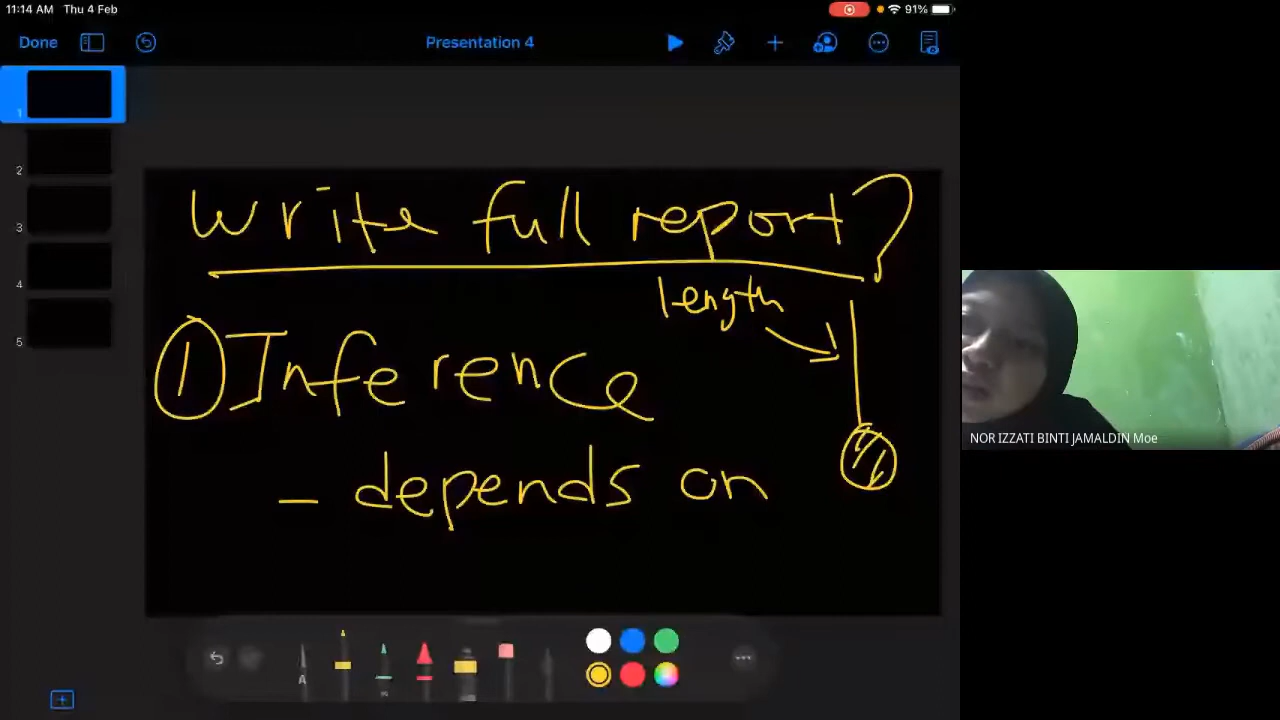 11:14 AM Thu 4 Feb
91%
Done
Presentation 4
1
2
3
4
5
Write full report?
length
1 Inference
- depends on
A
NOR IZZATI BINTI JAMALDIN Moe